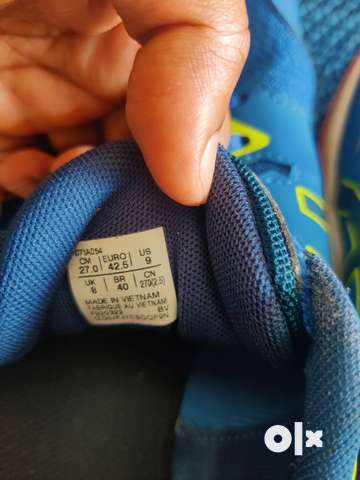 CM EURO US
27.0 42.5 9
UK BR CN
8 40 270(2.5)
MADE IN VIETNAM
FABRIQUE AU VIETNAM
BV
olx